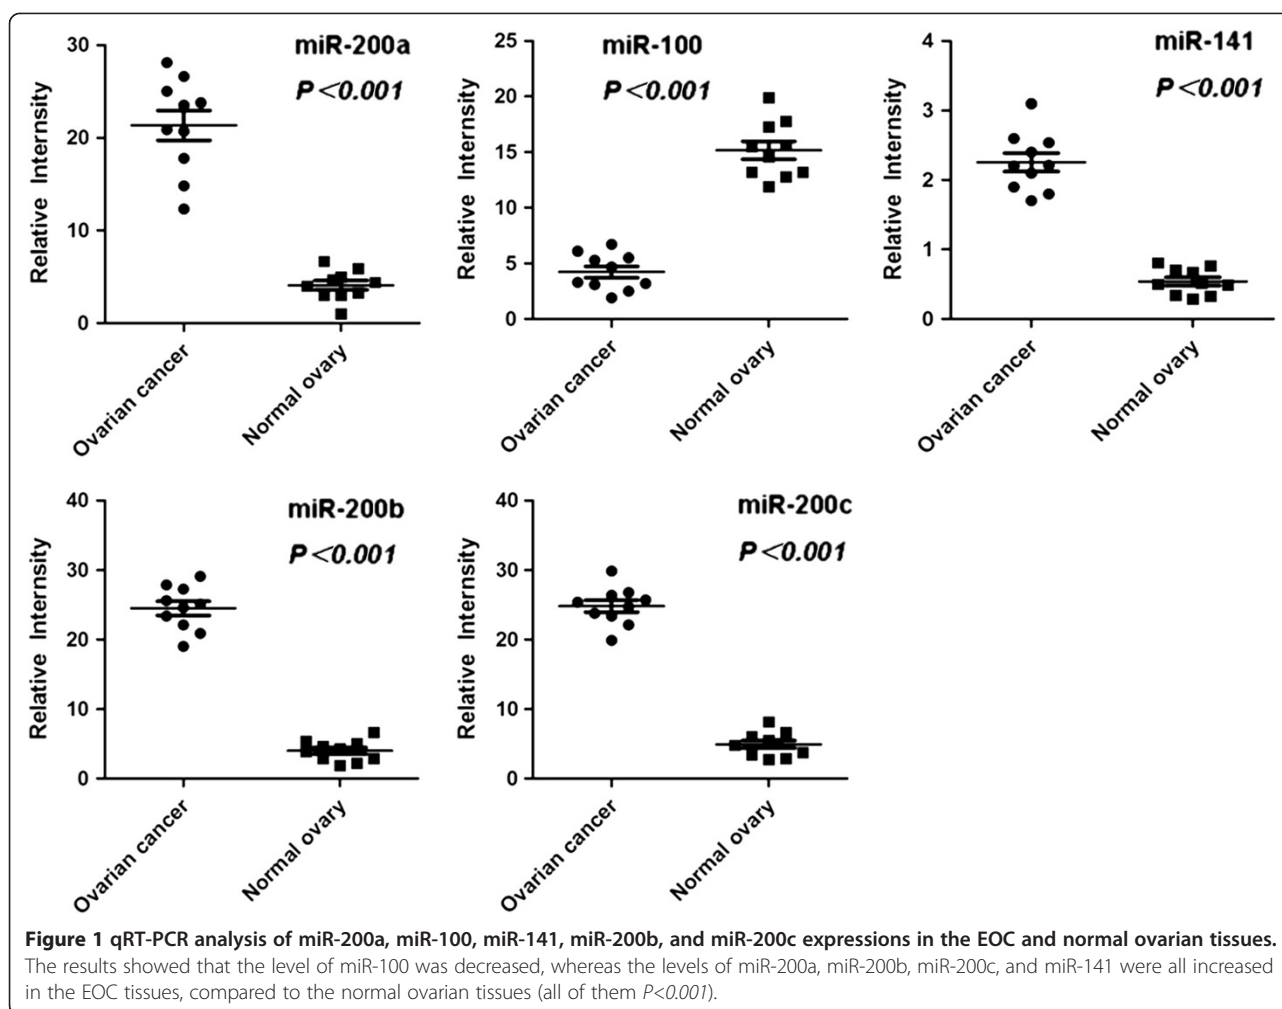 miR-200a
P<0.001
Relative Internsity
30
20
10
0
Ovarian cancer
Normal ovary
miR-100
P<0.001
Relative Internsity
25
20
15
10
5
0
Ovarian cancer
Normal ovary
miR-141
P<0.001
Relative Internsity
4
3
2
1
0
Ovarian cancer
Normal ovary
miR-200b
P<0.001
Relative Internsity
40
30
20
10
0
Ovarian cancer
Normal ovary
miR-200c
P<0.001
Relative Internsity
40
30
20
10
0
Ovarian cancer
Normal ovary
Figure 1 qRT-PCR analysis of miR-200a, miR-100, miR-141, miR-200b, and miR-200c expressions in the EOC and normal ovarian tissues.
The results showed that the level of miR-100 was decreased, whereas the levels of miR-200a, miR-200b, miR-200c, and miR-141 were all increased
in the EOC tissues, compared to the normal ovarian tissues (all of them P<0.001).